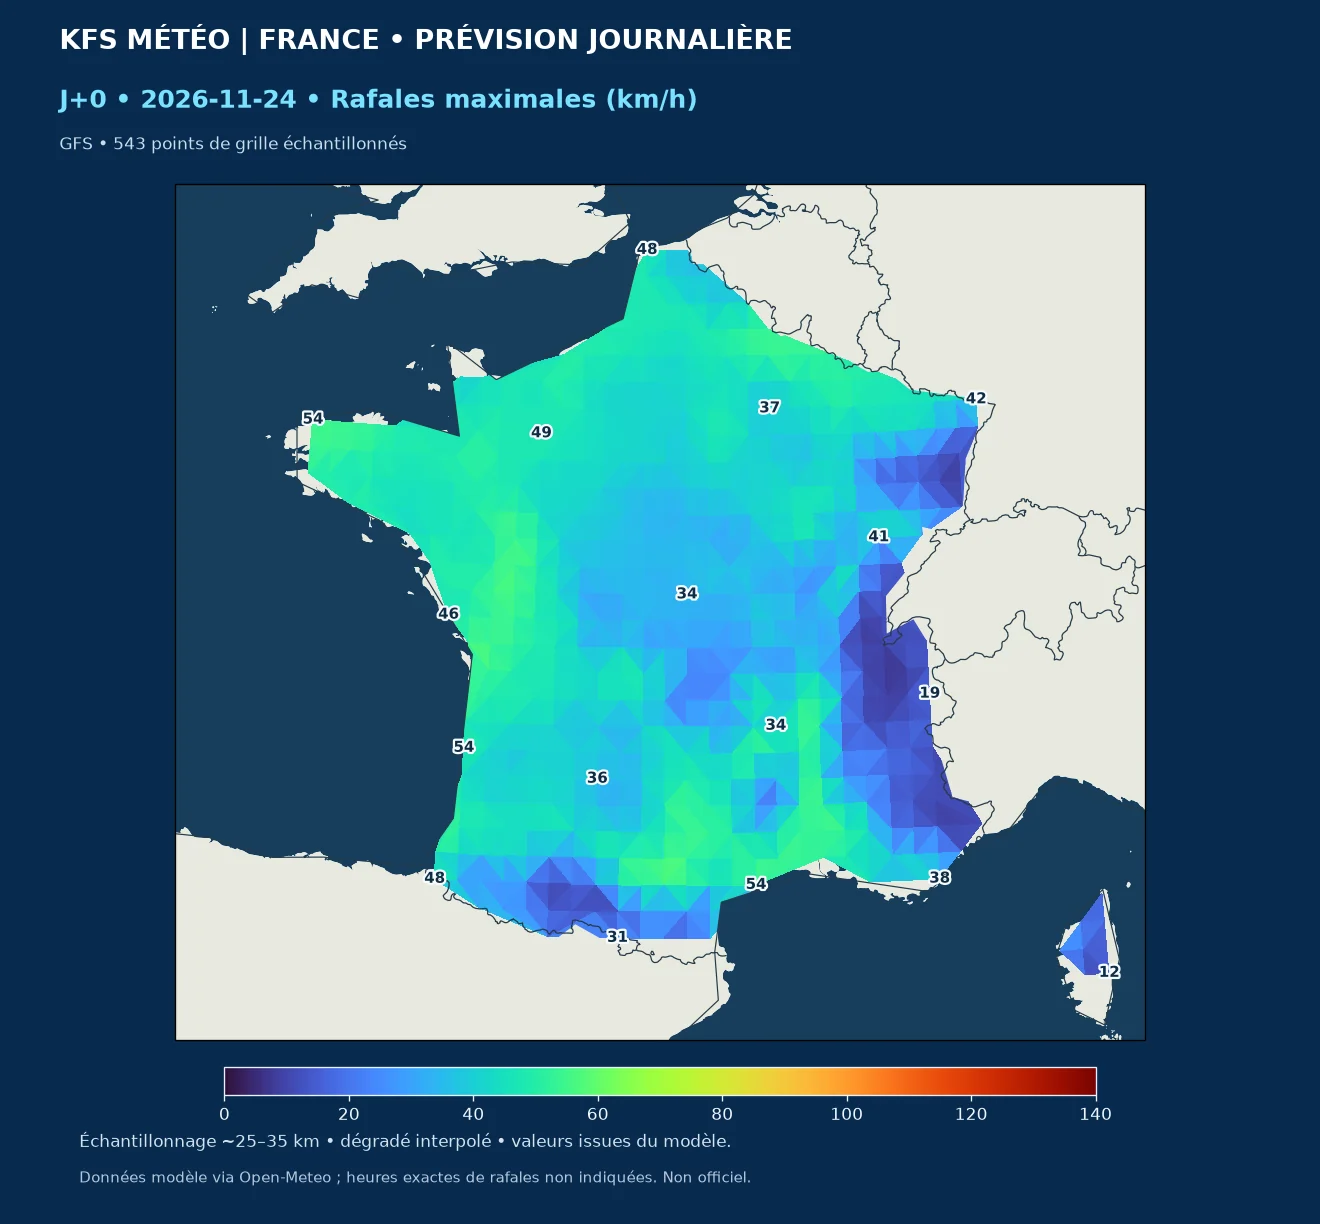 KFS MÉTÉO | FRANCE • PRÉVISION JOURNALIÈRE
J+0 • 2026-11-24 • Rafales maximales (km/h)
GFS • 543 points de grille échantillonnés
48
54
49
37
42
41
46
34
19
54
34
36
48
54
38
31
12
0 20 40 60 80 100 120 140
Échantillonnage ~25–35 km • dégradé interpolé • valeurs issues du modèle.
Données modèle via Open-Meteo ; heures exactes de rafales non indiquées. Non officiel.